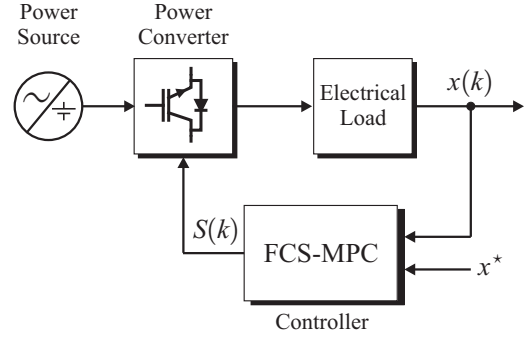 Power
Source
Power
Converter
Electrical
Load
x(k)
S(k)
FCS-MPC
x*
Controller